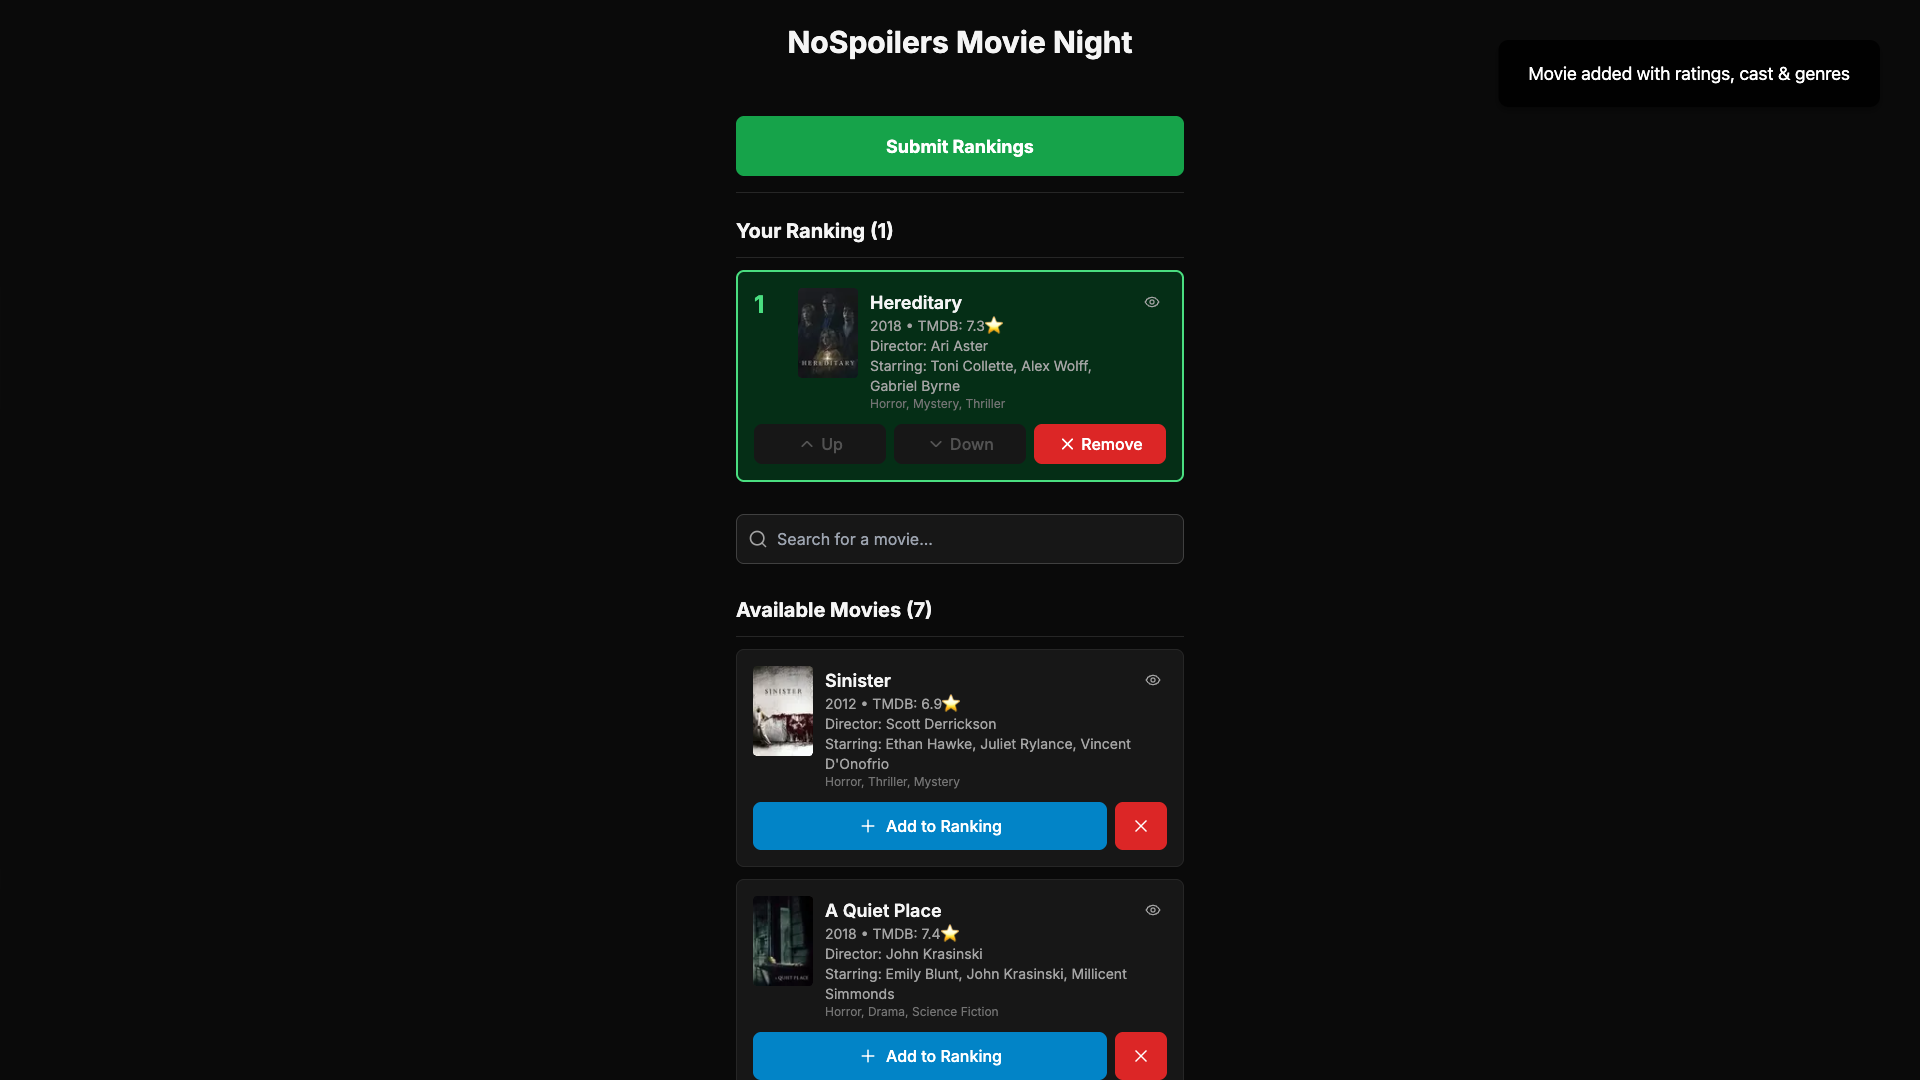 NoSpoilers Movie Night
Movie added with ratings, cast & genres
Submit Rankings
Your Ranking (1)
1
HEREDITARY
Hereditary
2018 • TMDB: 7.3⭐
Director: Ari Aster
Starring: Toni Collette, Alex Wolff,
Gabriel Byrne
Horror, Mystery, Thriller
Up
Down
Remove
Search for a movie...
Available Movies (7)
SINISTER
Sinister
2012 • TMDB: 6.9⭐
Director: Scott Derrickson
Starring: Ethan Hawke, Juliet Rylance, Vincent
D'Onofrio
Horror, Thriller, Mystery
Add to Ranking
A QUIET PLACE
A Quiet Place
2018 • TMDB: 7.4⭐
Director: John Krasinski
Starring: Emily Blunt, John Krasinski, Millicent
Simmonds
Horror, Drama, Science Fiction
Add to Ranking